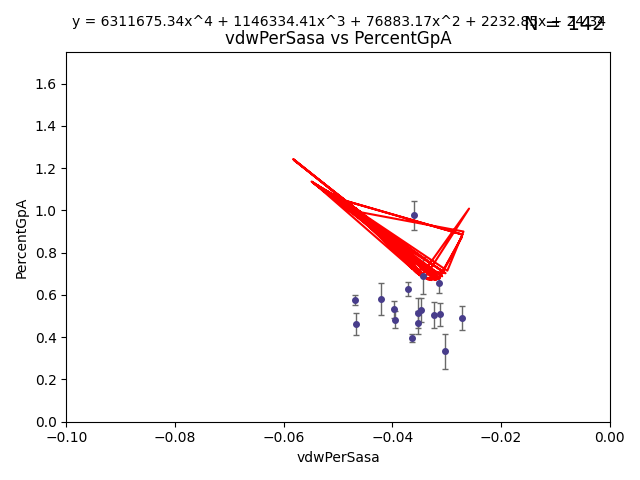 y = 6311675.34x^4 + 1146334.41x^3 + 76883.17x^2 + 2232.85x + 24.34
N = 142
vdwPerSasa vs PercentGpA
1.6
1.4
1.2
1.0
0.8
0.6
0.4
0.2
0.0
PercentGpA
−0.10 −0.08 −0.06 −0.04 −0.02 0.00
vdwPerSasa